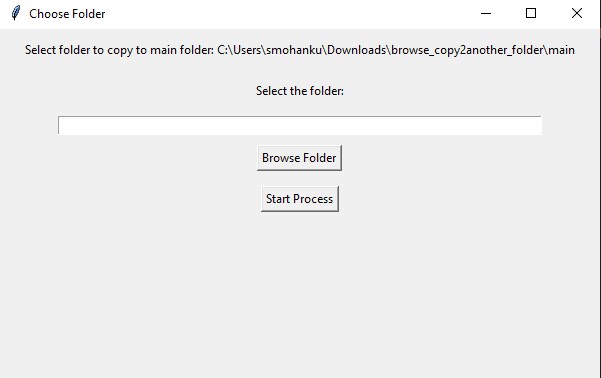 Choose Folder
Select folder to copy to main folder: C:\Users\smohanku\Downloads\browse_copy2another_folder\main
Select the folder:
Browse Folder
Start Process